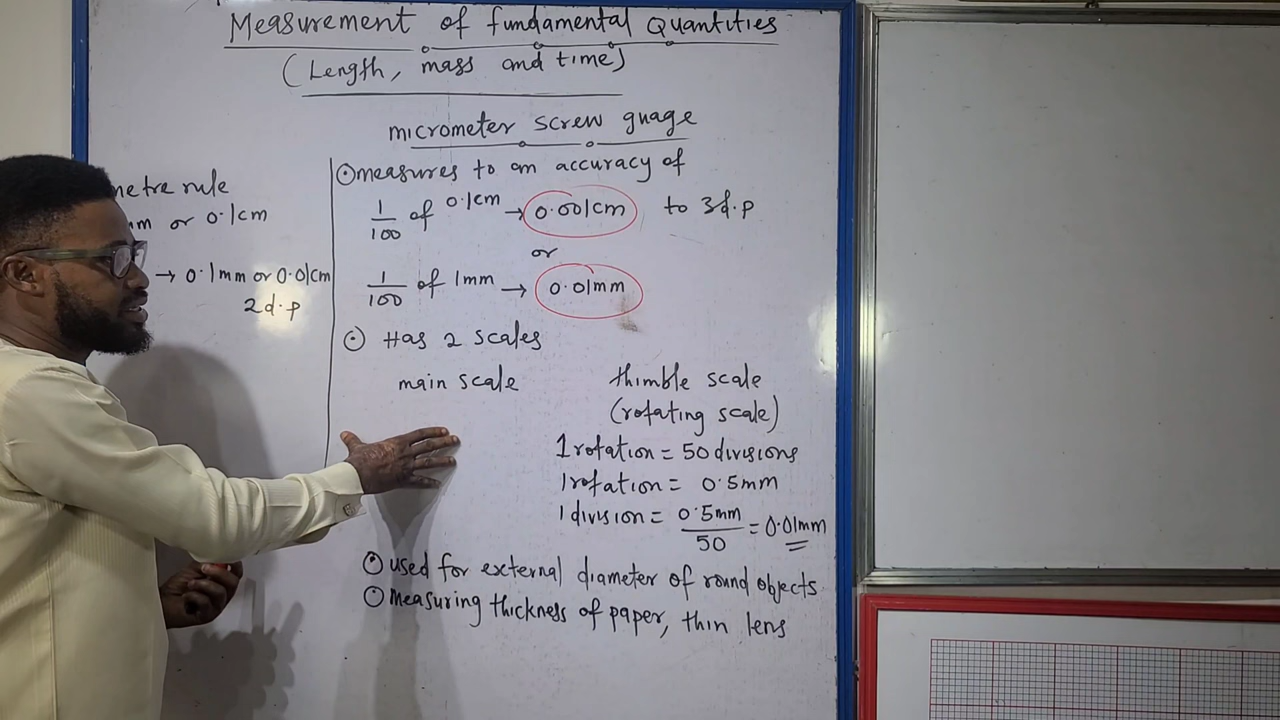 Measurement of fundamental Quantities
(Length, mass and time)
micrometer screw guage
metre rule
mm or 0.1cm
→ 0.1mm or 0.01cm
2d.p
⊙ measures to an accuracy of
1/100 of 0.1cm → 0.001cm to 3d.p
or
1/100 of 1mm → 0.01mm
⊙ Has 2 scales
main scale
thimble scale
(rotating scale)
1 rotation = 50 divisions
1 rotation = 0.5mm
1 division = 0.5mm/50 = 0.01mm
⊙ used for external diameter of round objects
⊙ measuring thickness of paper, thin lens